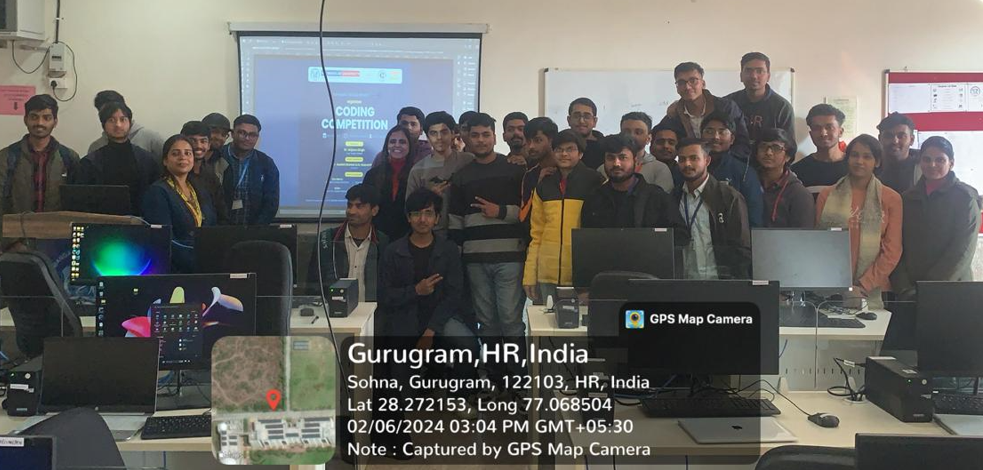 CODING
COMPETITION
GPS Map Camera
Gurugram,HR,India
Sohna, Gurugram, 122103, HR, India
Lat 28.272153, Long 77.068504
02/06/2024 03:04 PM GMT+05:30
Note : Captured by GPS Map Camera